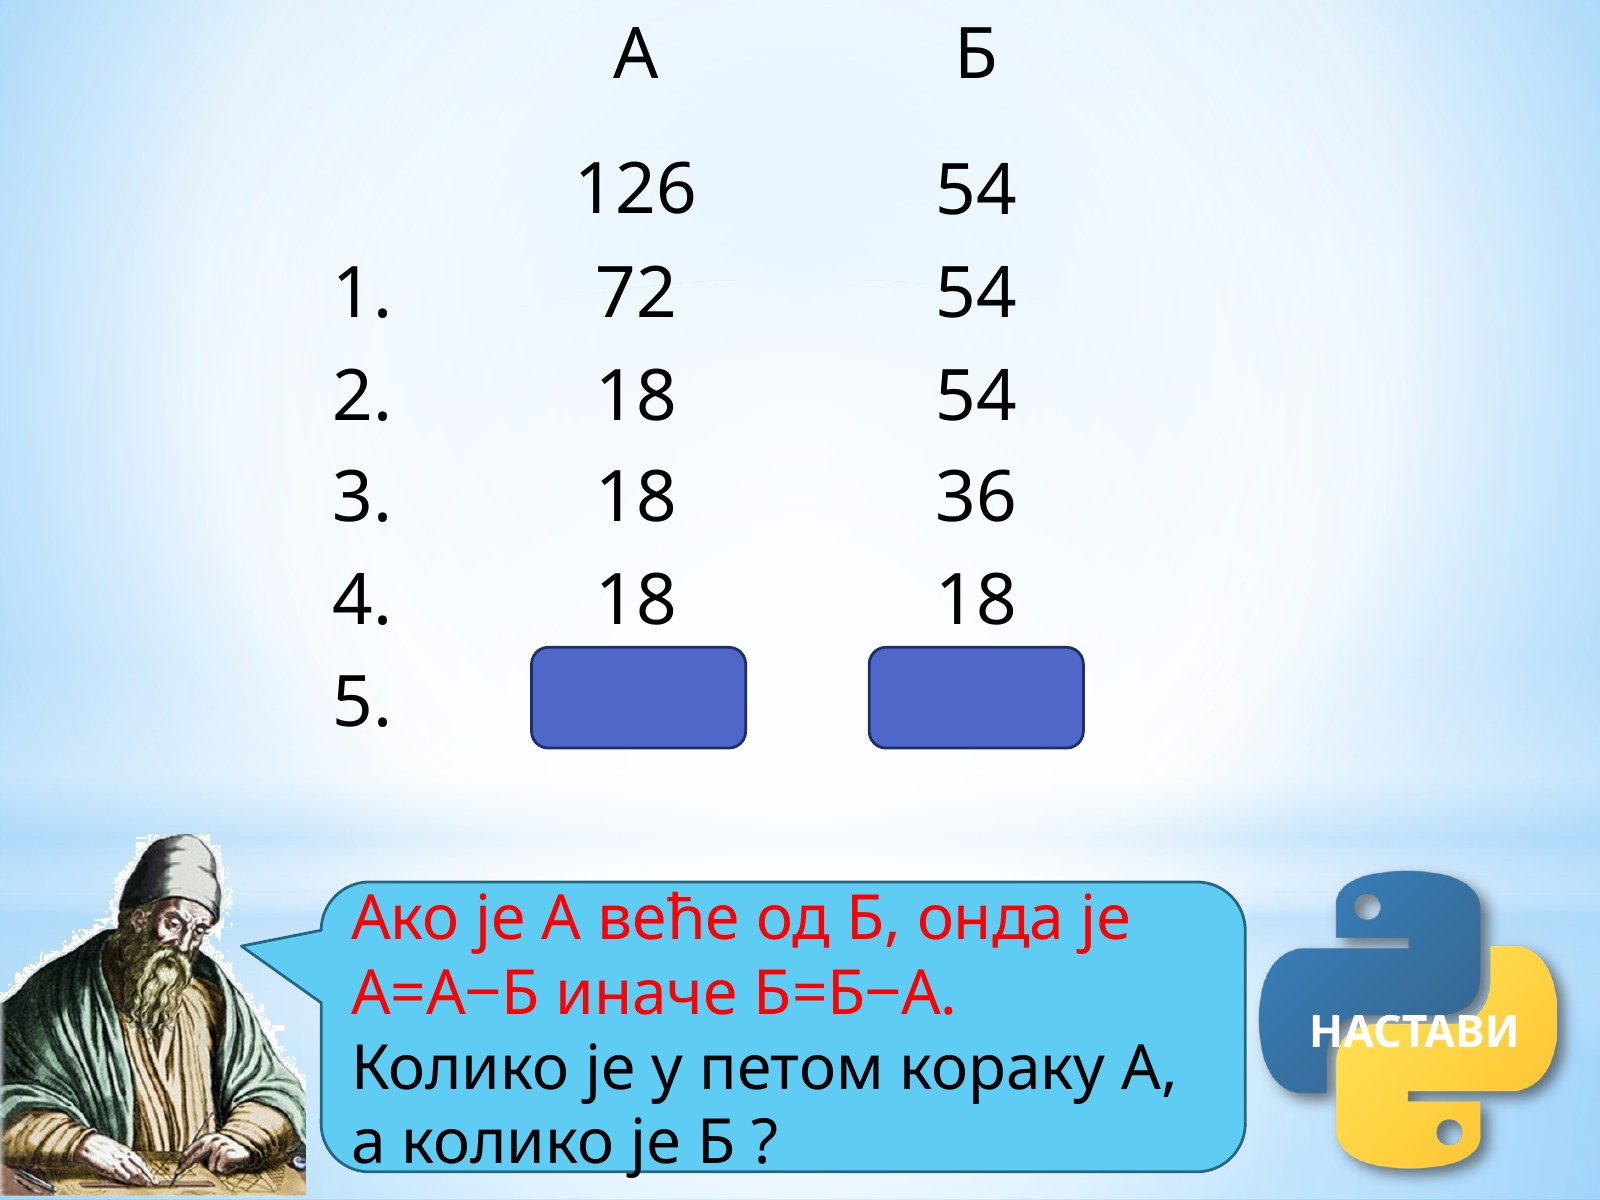 А Б
126 54
1. 72 54
2. 18 54
3. 18 36
4. 18 18
5.
Ако је А веће од Б, онда је
А=А−Б иначе Б=Б−А.
Колико је у петом кораку А,
а колико је Б ?
НАСТАВИ